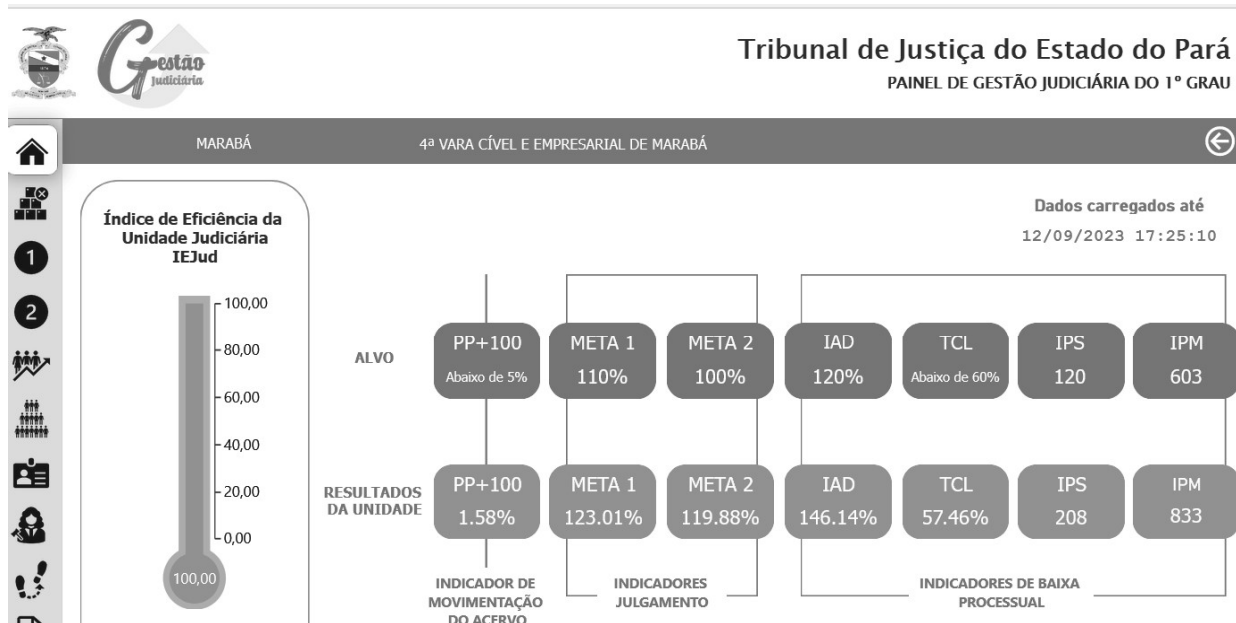 Gestão
Judiciária
Tribunal de Justiça do Estado do Pará
PAINEL DE GESTÃO JUDICIÁRIA DO 1º GRAU
MARABÁ
4ª VARA CÍVEL E EMPRESARIAL DE MARABÁ
1
2
Índice de Eficiência da
Unidade Judiciária
IEJud
100,00
80,00
60,00
40,00
20,00
0,00
100,00
Dados carregados até
12/09/2023 17:25:10
ALVO
PP+100
Abaixo de 5%
META 1
110%
META 2
100%
IAD
120%
TCL
Abaixo de 60%
IPS
120
IPM
603
RESULTADOS
DA UNIDADE
PP+100
1.58%
META 1
123.01%
META 2
119.88%
IAD
146.14%
TCL
57.46%
IPS
208
IPM
833
INDICADOR DE
MOVIMENTAÇÃO
DO ACERVO
INDICADORES
JULGAMENTO
INDICADORES DE BAIXA
PROCESSUAL